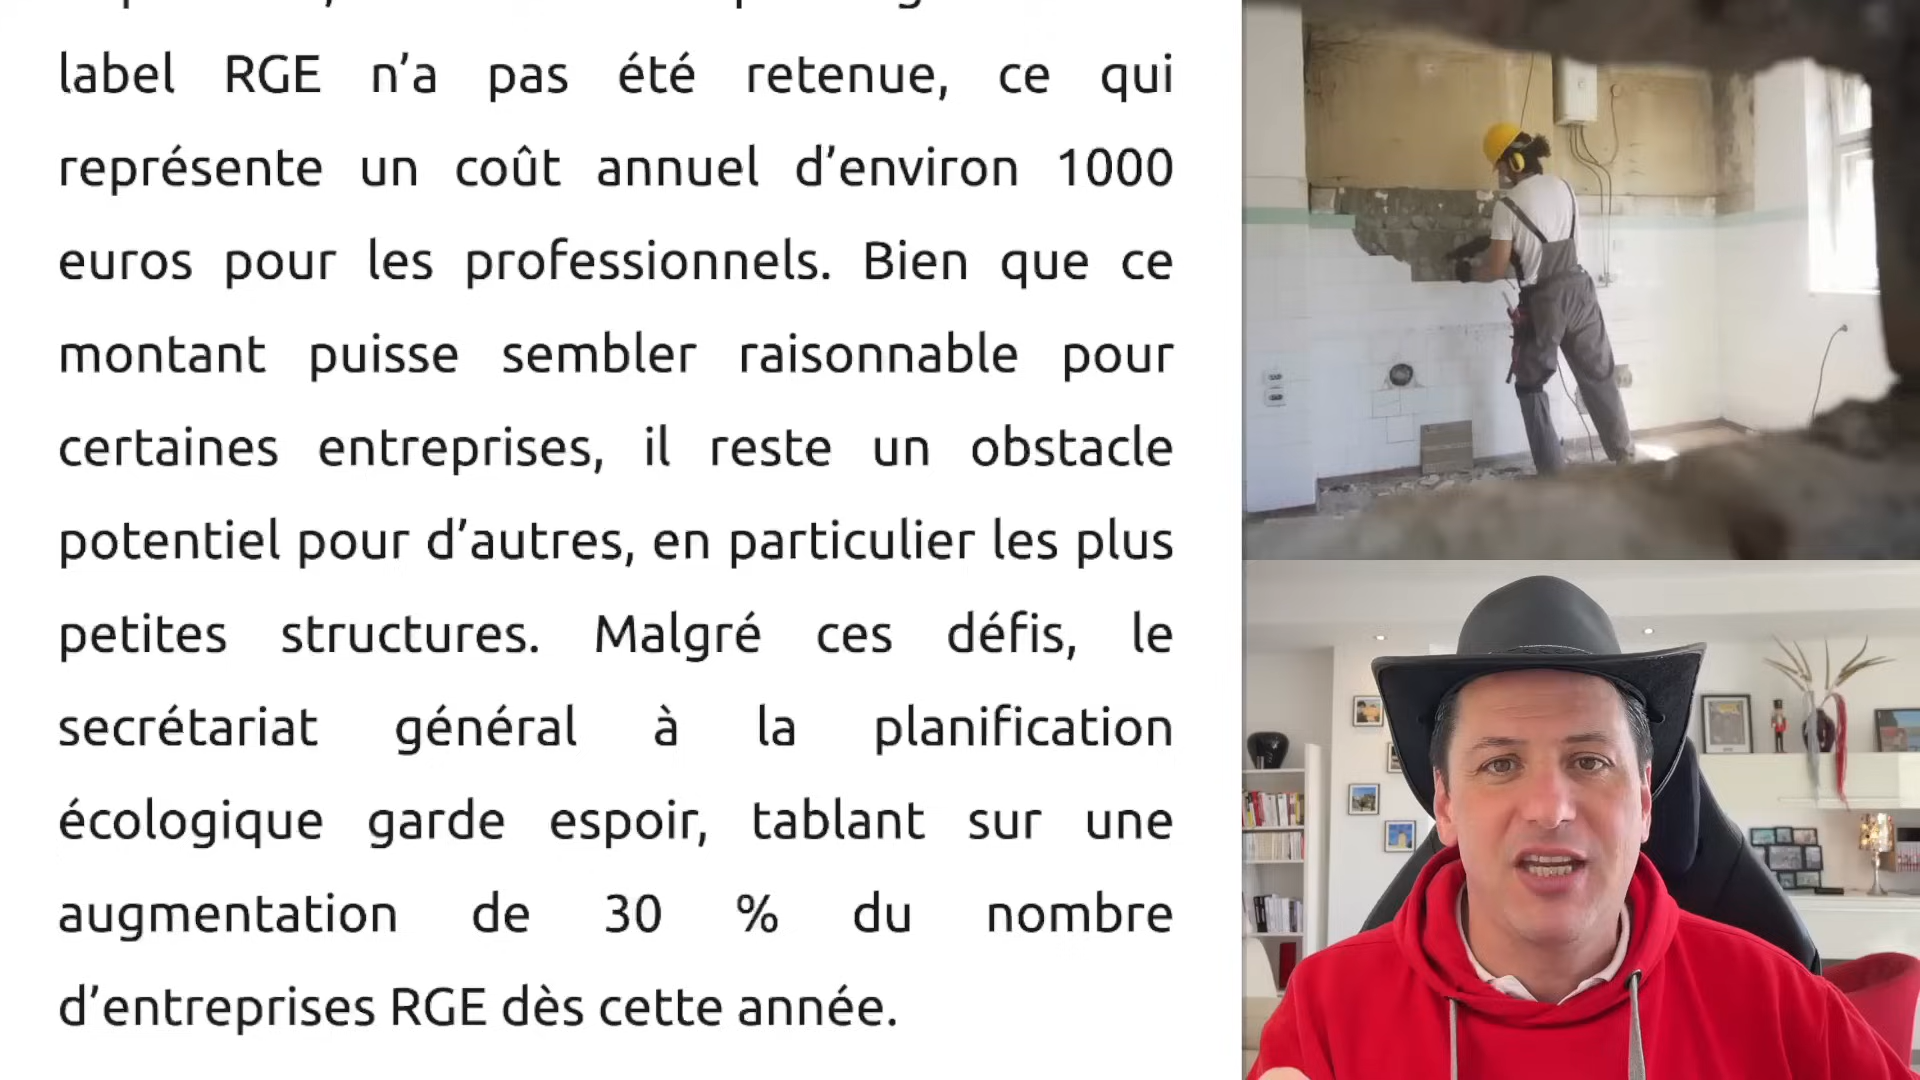 label RGE n’a pas été retenue, ce qui
représente un coût annuel d’environ 1000
euros pour les professionnels. Bien que ce
montant puisse sembler raisonnable pour
certaines entreprises, il reste un obstacle
potentiel pour d’autres, en particulier les plus
petites structures. Malgré ces défis, le
secrétariat général à la planification
écologique garde espoir, tablant sur une
augmentation de 30 % du nombre
d’entreprises RGE dès cette année.